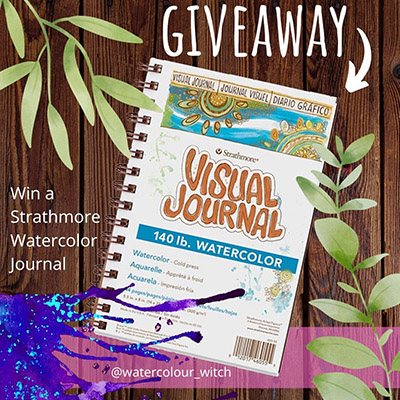 GIVEAWAY
VISUAL JOURNAL | JOURNAL VISUEL | DIARIO GRÁFICO
Strathmore®
VISUAL
JOURNAL
140 lb. WATERCOLOR
Watercolor - Cold press
Aquarelle - Apprêté à froid
Acuarela - Impresión fría
Win a
Strathmore
Watercolor
Journal
@watercolour_witch